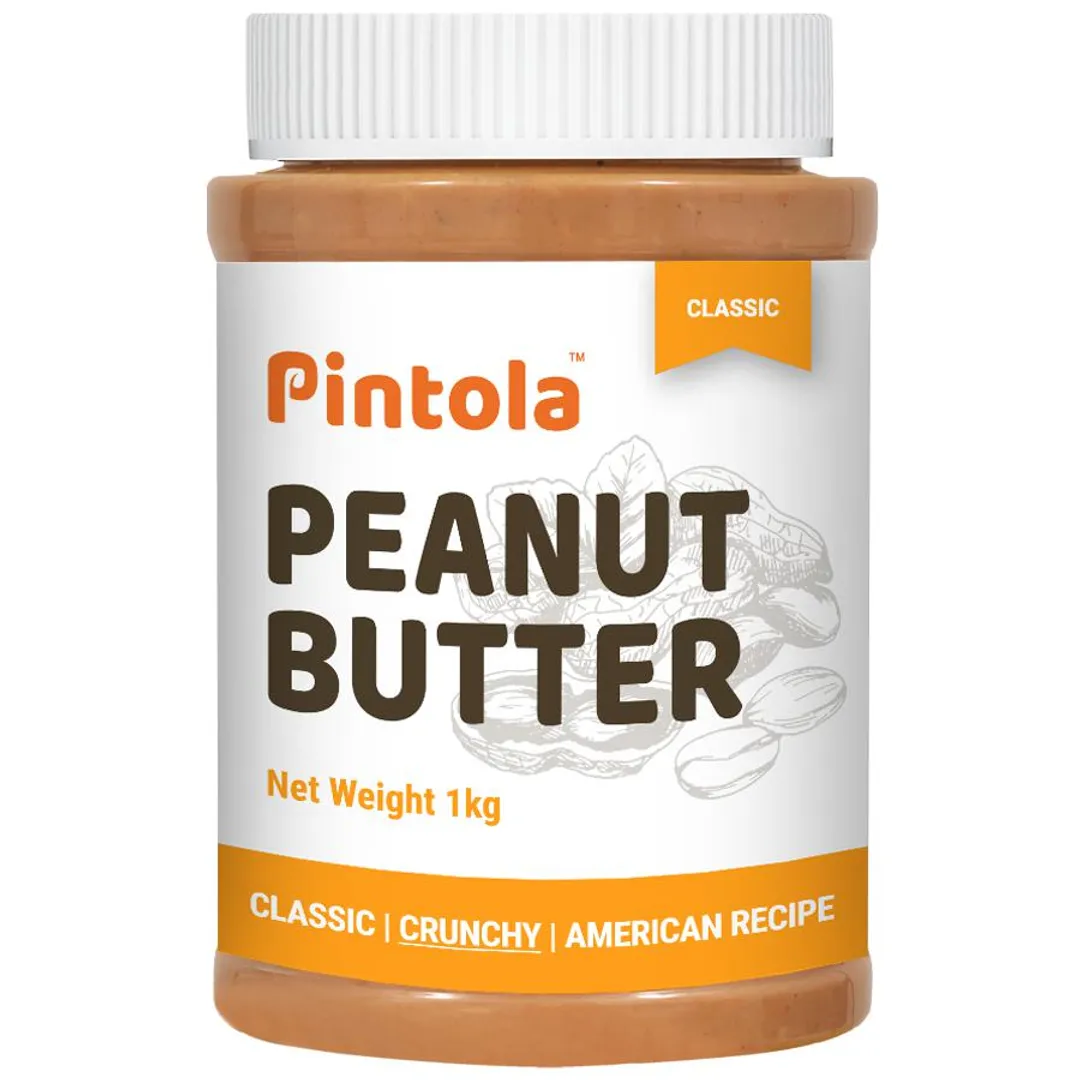 CLASSIC
Pintola™
PEANUT
BUTTER
Net Weight 1kg
CLASSIC | CRUNCHY | AMERICAN RECIPE